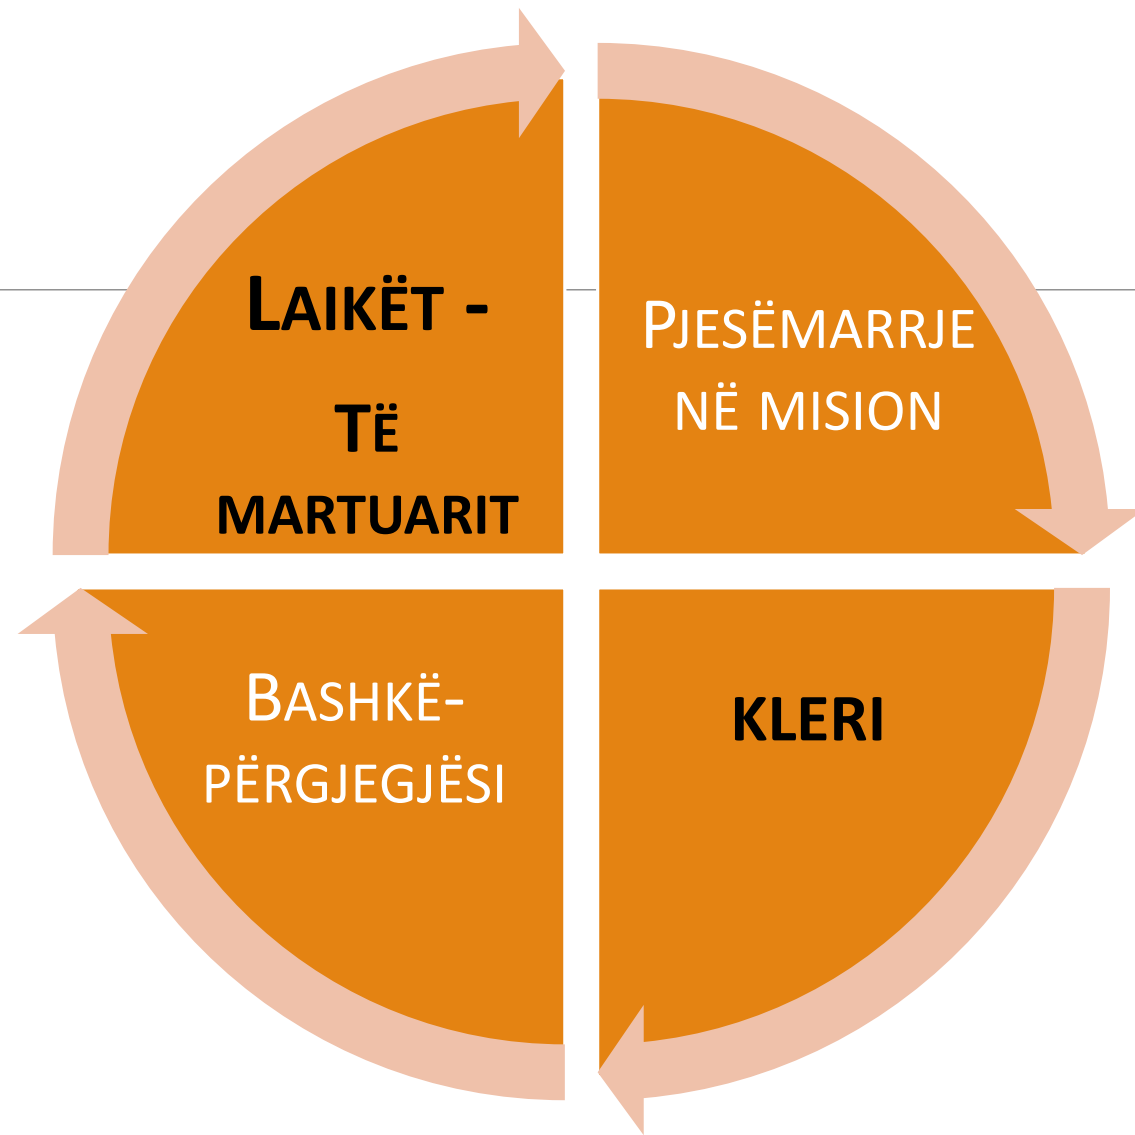 LAIKËT -
TË
MARTUARIT
PJESËMARRJE
NË MISION
BASHKË-
PËRGJEGJËSI
KLERI